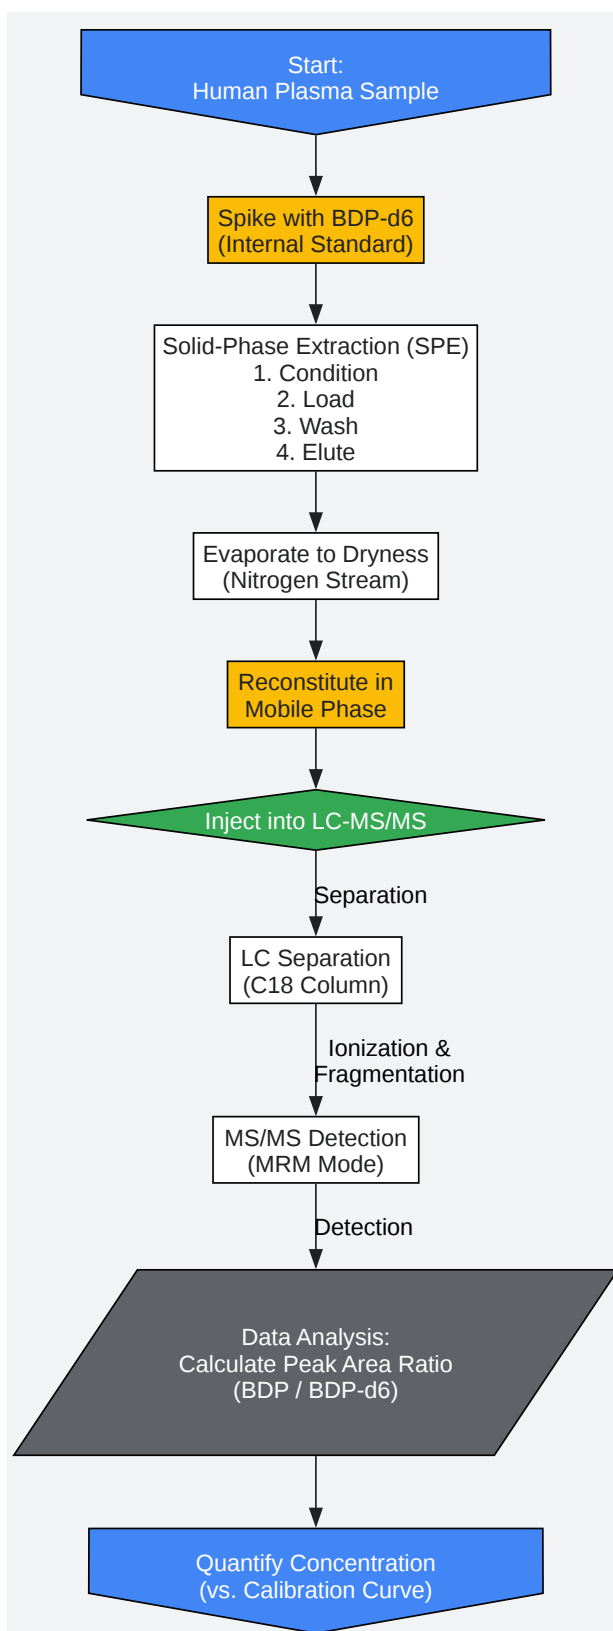 Start:
Human Plasma Sample
Spike with BDP-d6
(Internal Standard)
Solid-Phase Extraction (SPE)
1. Condition
2. Load
3. Wash
4. Elute
Evaporate to Dryness
(Nitrogen Stream)
Reconstitute in
Mobile Phase
Inject into LC-MS/MS
Separation
LC Separation
(C18 Column)
Ionization &
Fragmentation
MS/MS Detection
(MRM Mode)
Detection
Data Analysis:
Calculate Peak Area Ratio
(BDP / BDP-d6)
Quantify Concentration
(vs. Calibration Curve)